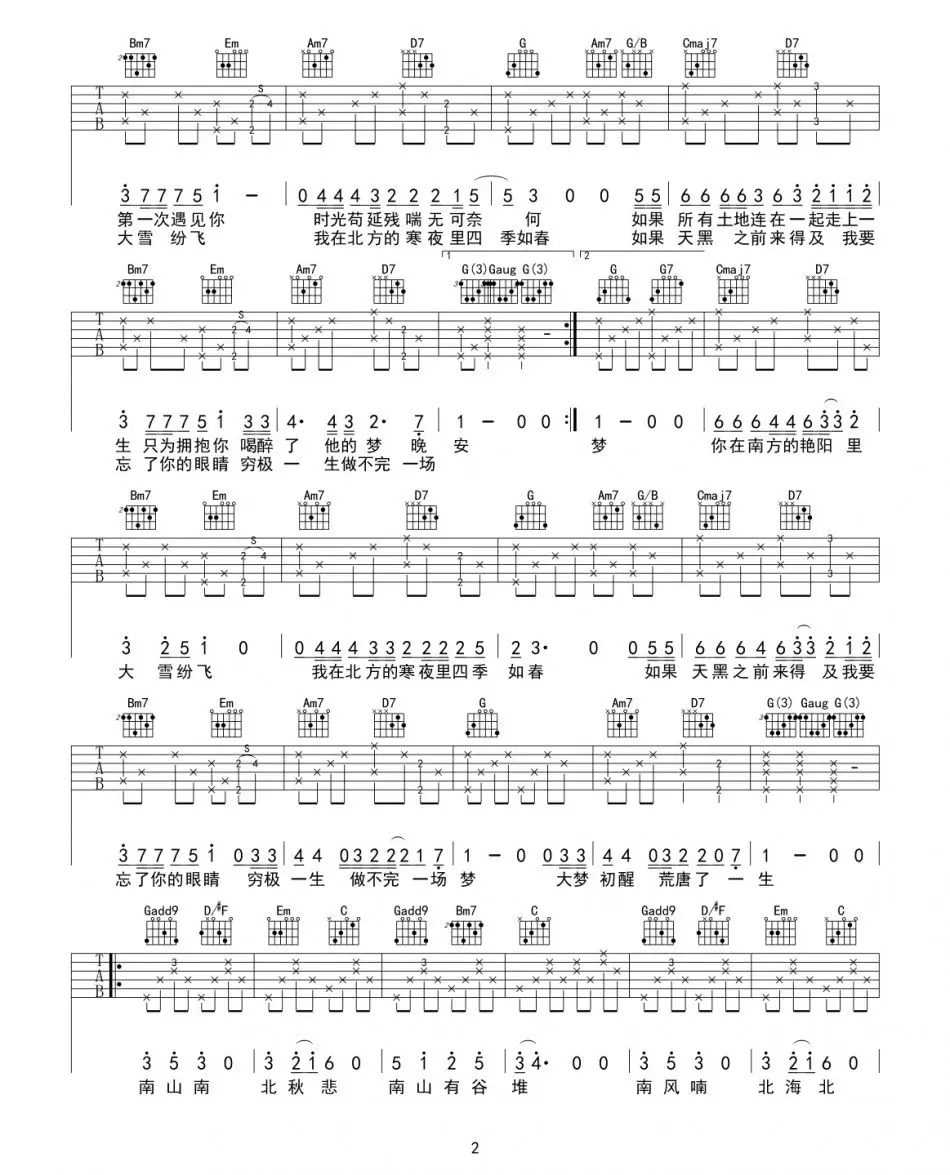 Bm7 Em Am7 D7 G Am7 G/B Cmaj7 D7
3 7 7 7 5 1 - 0 4 4 4 3 2 2 2 1 5 5 3 0 0 5 5 6 6 6 6 3 6 3 2 1 1 2
第一次遇见你 时光苟延残喘无可奈 何 如果 所有土地连在一起走上一
大雪纷飞 我在北方的寒夜里四 季如春 如果 天黑 之前来得及 我要
Bm7 Em Am7 D7 G(3) Gaug G(3) G G7 Cmaj7 D7
3 7 7 7 5 1 3 3 4· 4 3 2· 7 1 - 0 0 1 - 0 0 6 6 6 4 4 6 3 3 2
生 只为拥抱你 喝醉了 他的梦 晚 安 梦 你在南方的艳阳 里
忘了你的眼睛 穷极一 生做不完 一场
Bm7 Em Am7 D7 G Am7 G/B Cmaj7 D7
3 2 5 1 0 0 4 4 4 3 3 2 2 2 2 5 2 3· 0 0 5 5 6 6 6 4 6 3 3 2 1 1 2
大 雪纷飞 我在北方的寒夜里四季 如春 如果 天黑之前来得 及我要
Bm7 Em Am7 D7 G Am7 D7 G(3) Gaug G(3)
3 7 7 7 5 1 0 3 3 4 4 0 3 2 2 2 1 7 1 - 0 0 3 3 4 4 0 3 2 2 0 7 1 - 0 0
忘了你的眼睛 穷极一生 做不完 一场 梦 大梦 初醒 荒唐了 一 生
Gadd9 D/#F Em C Gadd9 Bm7 C Gadd9 D/#F Em C
3 5 3 0 3 2 1 6 0 5 1 2 5 3 4· 0 0 3 5 3 0 3 2 1 6 0
南山南 北秋悲 南山有谷 堆 南风喃 北海北
2